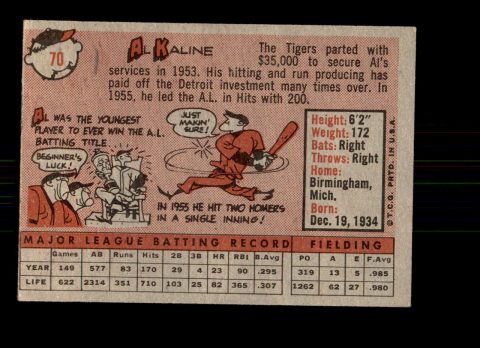 70
AL KALINE
The Tigers parted with
$35,000 to secure Al's
services in 1953. His hitting and run producing has
paid off the Detroit investment many times over. In
1955, he led the A.L. in Hits with 200.
AL WAS THE YOUNGEST
PLAYER TO EVER WIN THE A.L.
BATTING TITLE.
BEGINNER'S
LUCK!
JUST
MAKIN'
SURE!
IN 1955 HE HIT TWO HOMERS
IN A SINGLE INNING!
Height: 6'2"
Weight: 172
Bats: Right
Throws: Right
Home:
Birmingham,
Mich.
Born:
Dec. 19, 1934
© T.C.G. PRTD. IN U.S.A.
MAJOR LEAGUE BATTING RECORD FIELDING
Games AB Runs Hits 2B 3B HR RBI B.Avg PO A E F.Avg
YEAR 149 577 83 170 29 4 23 90 .295 319 13 5 .985
LIFE 622 2314 351 710 103 25 82 365 .307 1262 62 27 .980